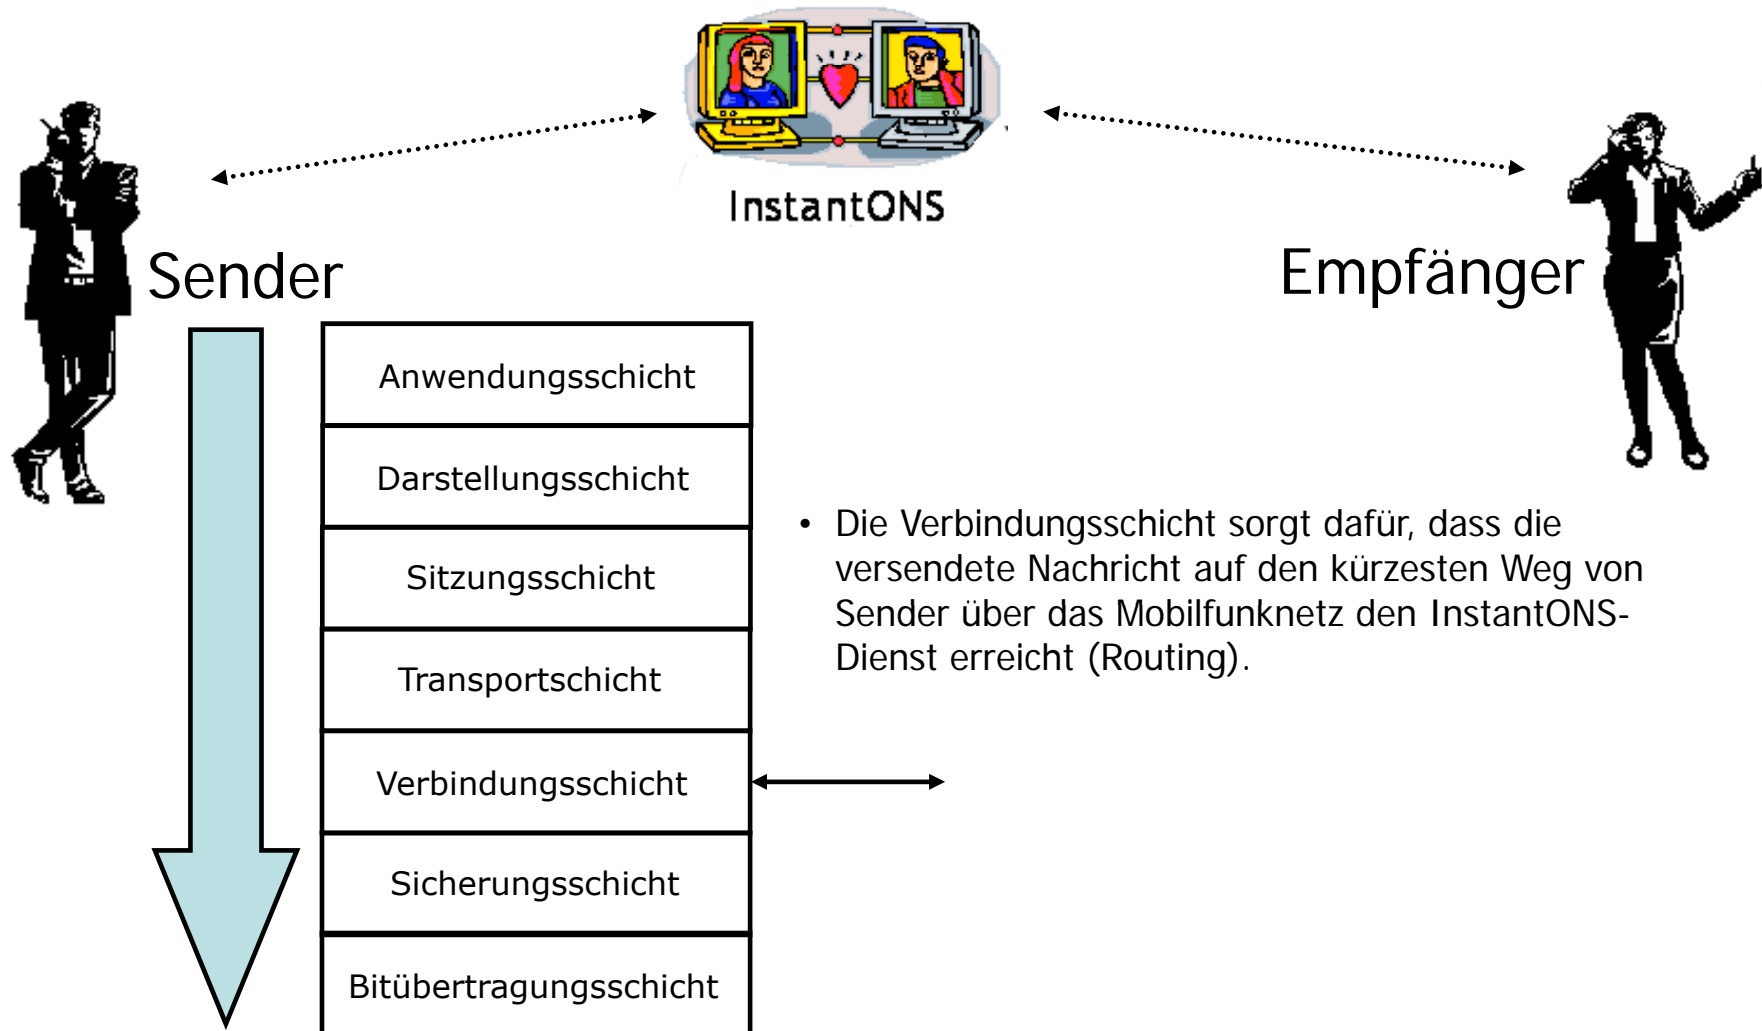 InstantONS
Sender
Empfänger
Anwendungsschicht
Darstellungsschicht
Sitzungsschicht
Transportschicht
Verbindungsschicht
Sicherungsschicht
Bitübertragungsschicht
• Die Verbindungsschicht sorgt dafür, dass die
versendete Nachricht auf den kürzesten Weg von
Sender über das Mobilfunknetz den InstantONS-
Dienst erreicht (Routing).